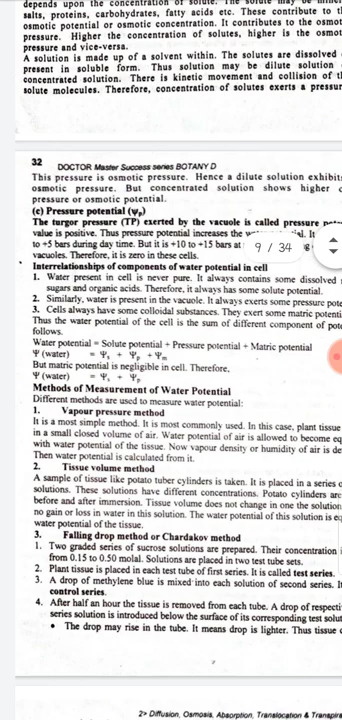 depends upon the concentration of solute. The solute may be
salts, proteins, carbohydrates, fatty acids etc. These contribute to
osmotic potential or osmotic concentration. It contributes to the
pressure. Higher the concentration of solutes, higher is the
pressure and vice-versa.
A solution is made up of a solvent within. The solutes are dissolved
present in soluble form. Thus solution may be dilute solution
concentrated solution. There is kinetic movement and collision of
solute molecules. Therefore, concentration of solutes exerts a
32 DOCTOR Master Success series BOTANY D
This pressure is osmotic pressure. Hence a dilute solution
osmotic pressure. But concentrated solution shows higher
pressure or osmotic potential.
(c) Pressure potential (ψp)
The turgor pressure (TP) exerted by the vacuole is called pressure
value is positive. Thus pressure potential increases the It
to +5 bars during day time. But it is +10 to +15 bars at
9 / 34
vacuoles. Therefore, it is zero in these cells.
Interrelationships of components of water potential in cell
1. Water present in cell is never pure. It always contains some dissolved
sugars and organic acids. Therefore, it always has some solute potential.
2. Similarly, water is present in the vacuole. It always exerts some pressure
3. Cells always have some colloidal substances. They exert some matric
Thus the water potential of the cell is the sum of different component of
follows.
Water potential = Solute potential + Pressure potential + Matric potential
Ψ (water) = Ψs + Ψp + Ψm
But matric potential is negligible in cell. Therefore,
Ψ (water) = Ψs + Ψp
Methods of Measurement of Water Potential
Different methods are used to measure water potential:
1. Vapour pressure method
It is a most simple method. It is most commonly used. In this case, plant tissue
in a small closed volume of air. Water potential of air is allowed to become
with water potential of the tissue. Now vapour density or humidity of air is
Then water potential is calculated from it.
2. Tissue volume method
A sample of tissue like potato tuber cylinders is taken. It is placed in a series
solutions. These solutions have different concentrations. Potato cylinders are
before and after immersion. Tissue volume does not change in one the solution
no gain or loss in water in this solution. The water potential of this solution is
water potential of the tissue.
3. Falling drop method or Chardakov method
1. Two graded series of sucrose solutions are prepared. Their concentration
from 0.15 to 0.50 molal. Solutions are placed in two test tube sets.
2. Plant tissue is placed in each test tube of first series. It is called test series.
3. A drop of methylene blue is mixed into each solution of second series.
control series.
4. After half an hour the tissue is removed from each tube. A drop of
series solution is introduced below the surface of its corresponding test
• The drop may rise in the tube. It means drop is lighter. Thus tissue
2> Diffusion, Osmosis, Absorption, Translocation &